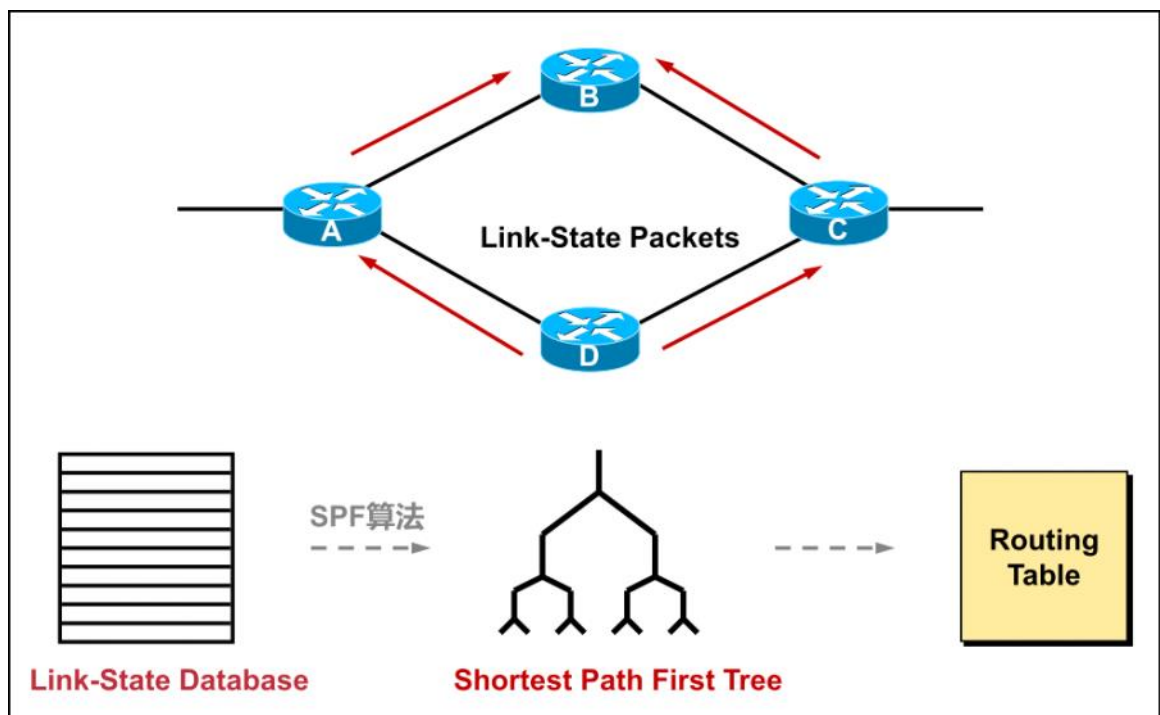 B
A
Link-State Packets
C
D
SPF算法
Routing
Table
Link-State Database
Shortest Path First Tree